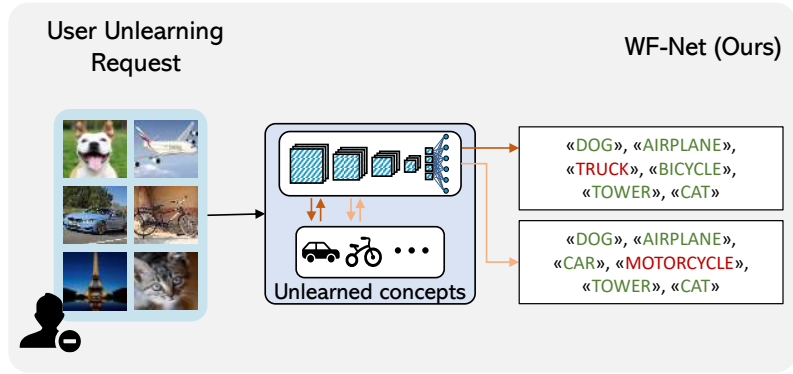 User Unlearning
Request
WF-Net (Ours)
«DOG», «AIRPLANE»,
«TRUCK», «BICYCLE»,
«TOWER», «CAT»
«DOG», «AIRPLANE»,
«CAR», «MOTORCYCLE»,
«TOWER», «CAT»
Unlearned concepts